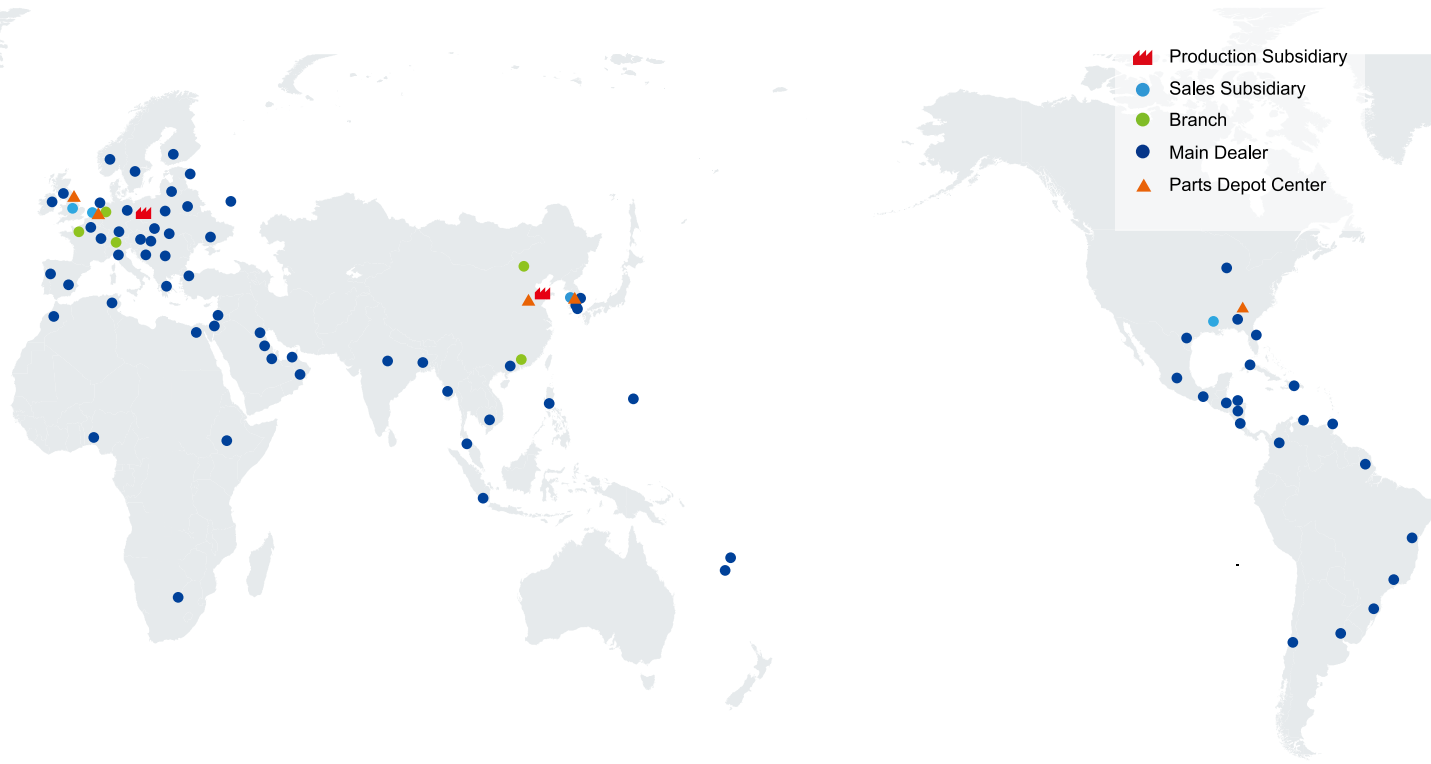 Production Subsidiary
Sales Subsidiary
Branch
Main Dealer
Parts Depot Center